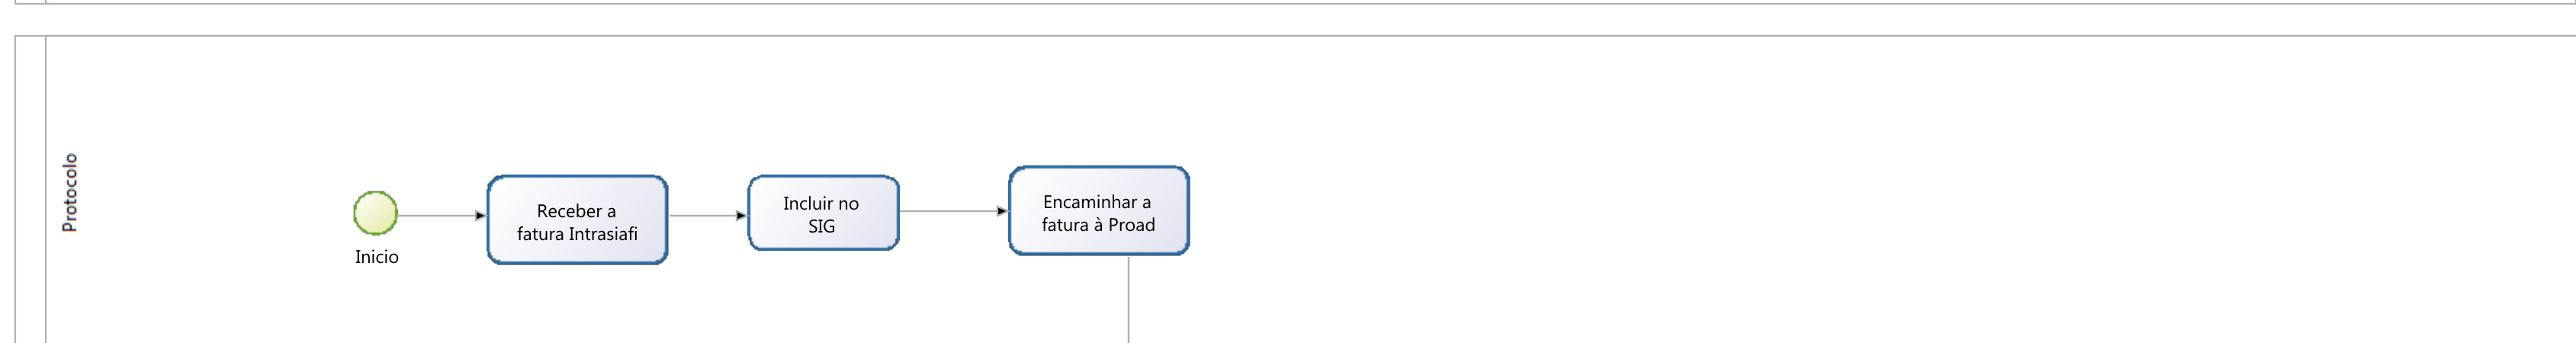 Protocolo
Inicio
Receber a
fatura Intrasiafi
Incluir no
SIG
Encaminhar a
fatura à Proad